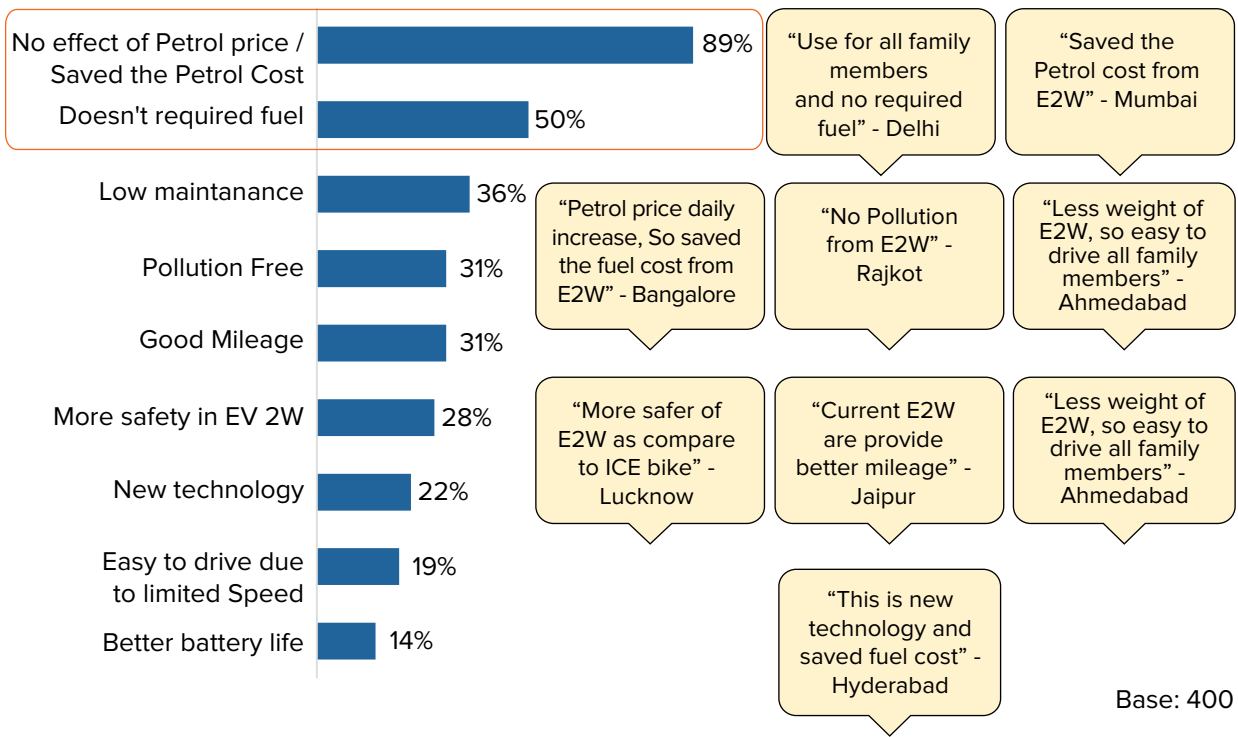 No effect of Petrol price /
Saved the Petrol Cost
89%
Doesn't required fuel
50%
Low maintanance
36%
Pollution Free
31%
Good Mileage
31%
More safety in EV 2W
28%
New technology
22%
Easy to drive due
to limited Speed
19%
Better battery life
14%
“Use for all family
members
and no required
fuel” - Delhi
“Saved the
Petrol cost from
E2W” - Mumbai
“Petrol price daily
increase, So saved
the fuel cost from
E2W” - Bangalore
“No Pollution
from E2W” -
Rajkot
“Less weight of
E2W, so easy to
drive all family
members” -
Ahmedabad
“More safer of
E2W as compare
to ICE bike” -
Lucknow
“Current E2W
are provide
better mileage” -
Jaipur
“Less weight of
E2W, so easy to
drive all family
members” -
Ahmedabad
“This is new
technology and
saved fuel cost” -
Hyderabad
Base: 400